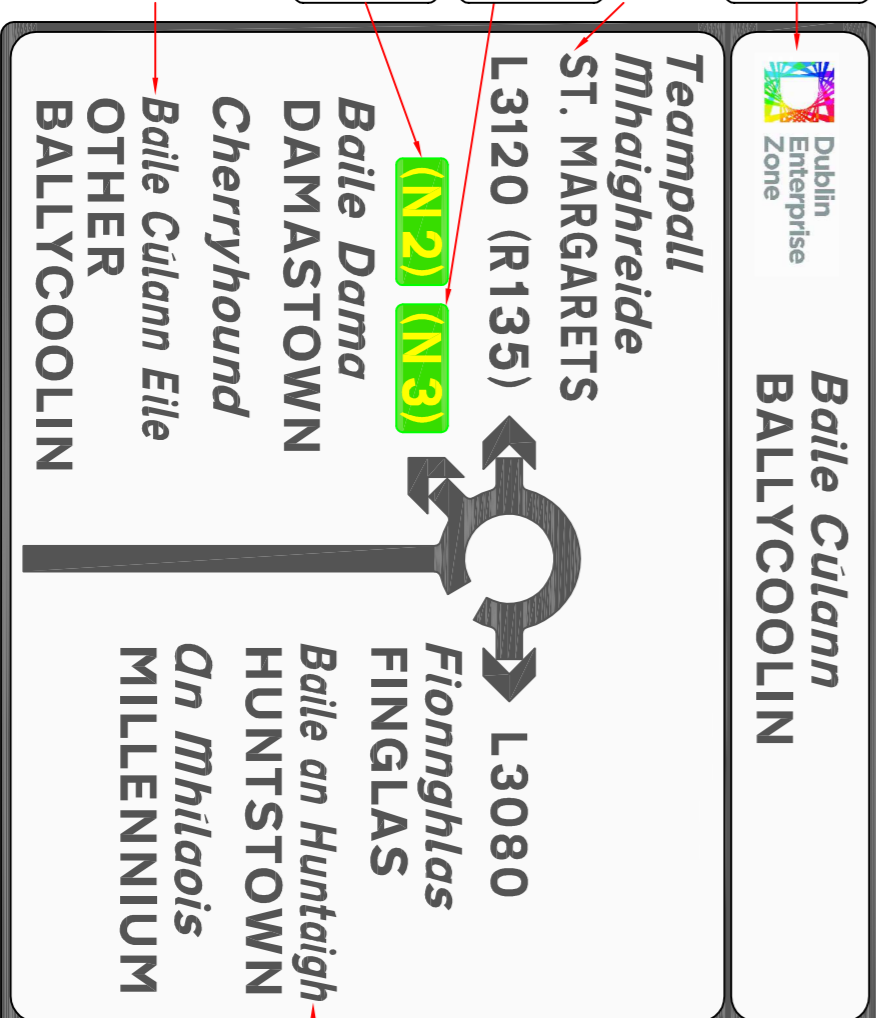 Dublin
Enterprise
Zone
Baile Cúlann
BALLYCOOLIN
Teampall
Mhaighreide
ST. MARGARETS
L3120 (R135)
(N2) (N3)
Baile Dama
DAMASTOWN
Cherryhound
Baile Cúlann Eile
OTHER
BALLYCOOLIN
L3080
Fionnghlas
FINGLAS
Baile an Huntaigh
HUNTSTOWN
An Mhílaois
MILLENNIUM